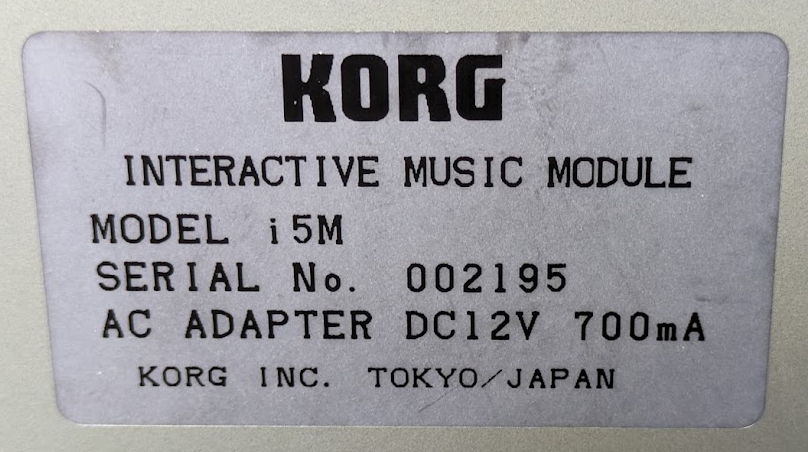 KORG
INTERACTIVE MUSIC MODULE
MODEL i5M
SERIAL No. 002195
AC ADAPTER DC12V 700mA
KORG INC. TOKYO/JAPAN